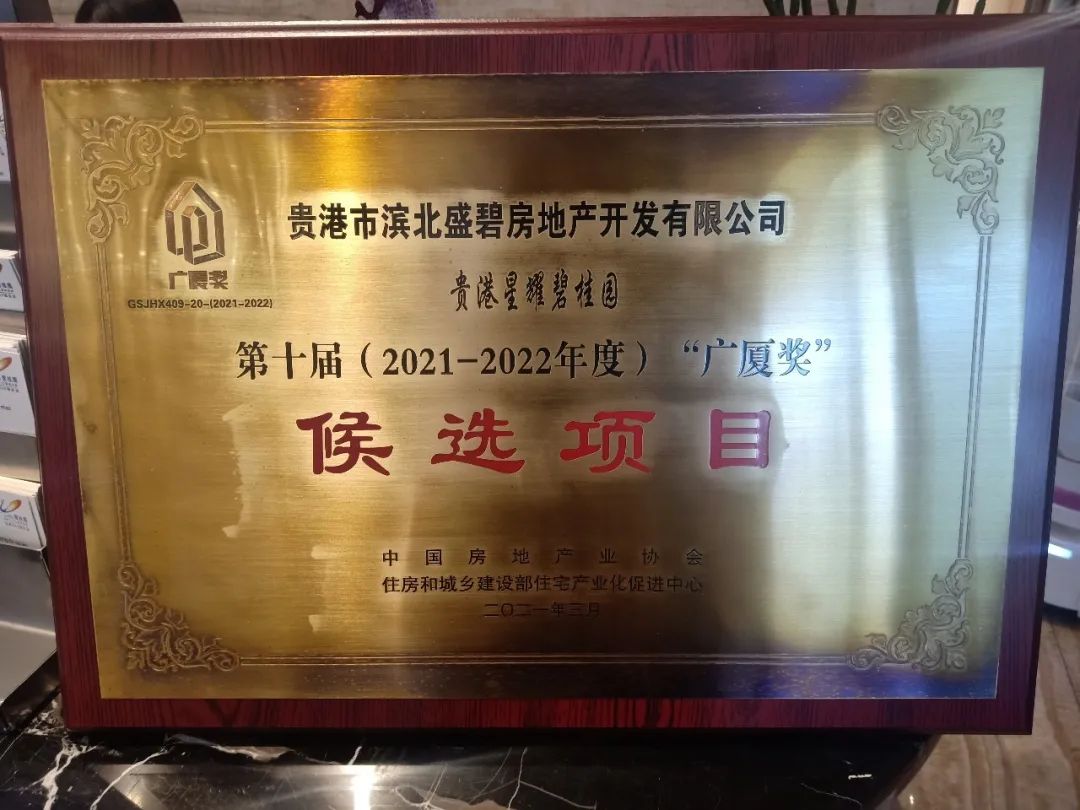 贵港市滨北盛碧房地产开发有限公司
广厦奖
GSJHX409-20-(2021-2022)
贵港星耀碧桂园
第十届（2021-2022年度）“广厦奖”
候选项目
中国房地产业协会
住房和城乡建设部住宅产业化促进中心
二〇二一年三月